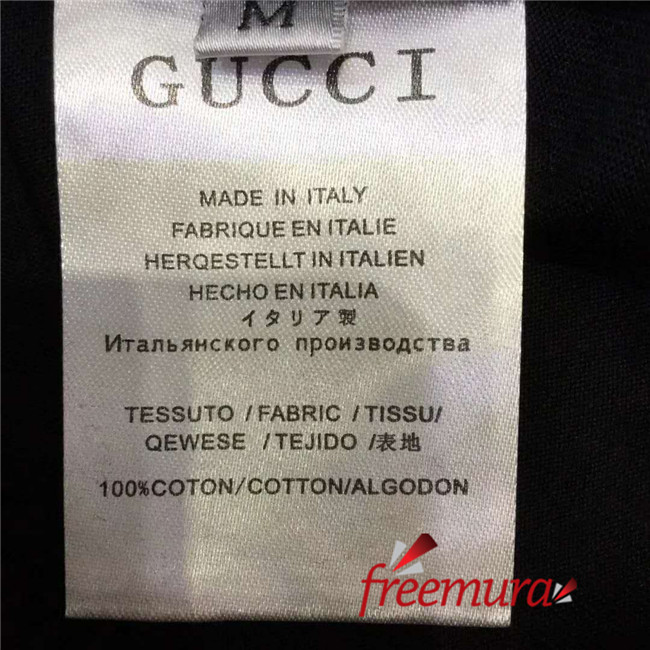 M
GUCCI
MADE IN ITALY
FABRIQUE EN ITALIE
HERQESTELLT IN ITALIEN
HECHO EN ITALIA
イタリア製
Итальянского производства
TESSUTO / FABRIC / TISSU/
QEWESE / TEJIDO /表地
100%COTON/COTTON/ALGODON
freemura